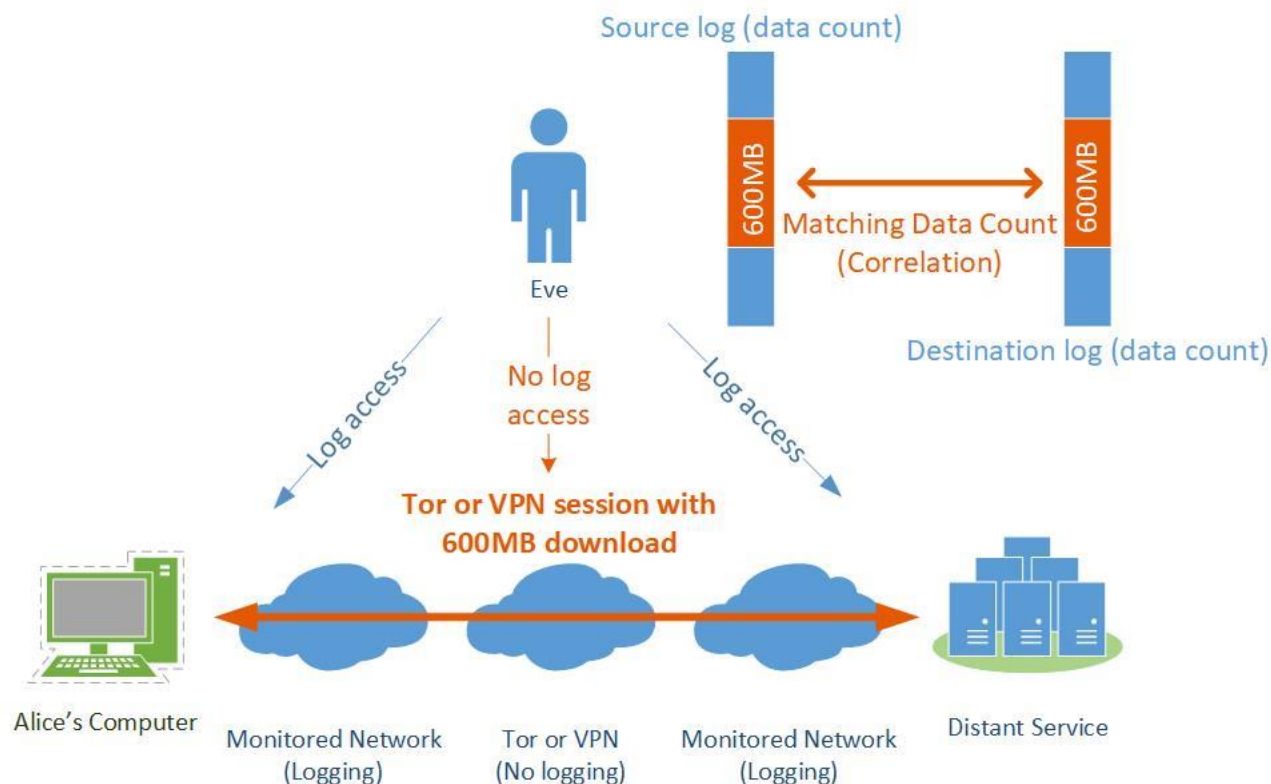 Source log (data count)
600MB
600MB
Matching Data Count
(Correlation)
Destination log (data count)
Eve
Log access
No log
access
Log access
Tor or VPN session with
600MB download
Alice's Computer
Monitored Network
(Logging)
Tor or VPN
(No logging)
Monitored Network
(Logging)
Distant Service